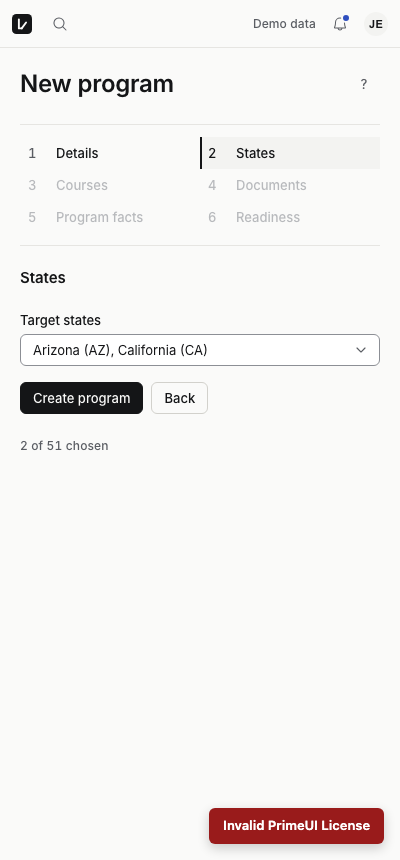 Demo data
JE
New program
?
1 Details
2 States
3 Courses
4 Documents
5 Program facts
6 Readiness
States
Target states
Arizona (AZ), California (CA)
Create program
Back
2 of 51 chosen
Invalid PrimeUI License